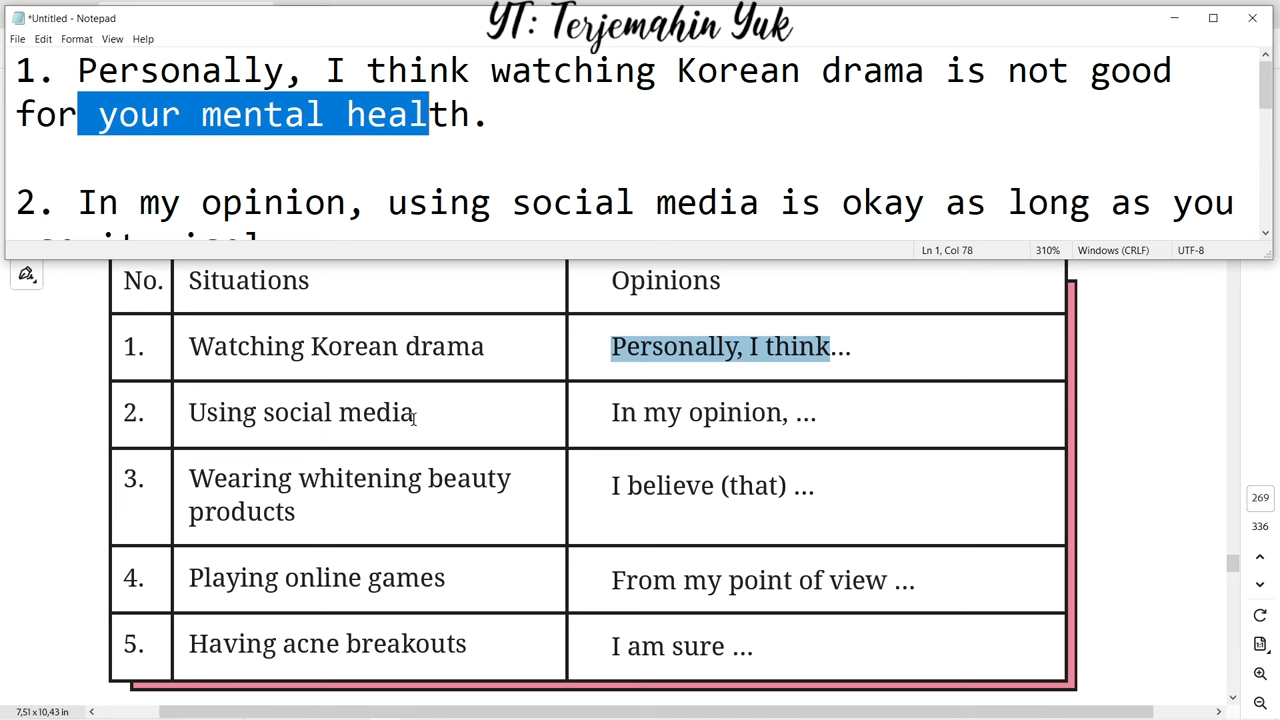 YT: Terjemahin Yuk
*Untitled - Notepad
File Edit Format View Help
1. Personally, I think watching Korean drama is not good
for your mental health.
2. In my opinion, using social media is okay as long as you
Ln 1, Col 78 310% Windows (CRLF) UTF-8
No. Situations Opinions
1. Watching Korean drama Personally, I think...
2. Using social media In my opinion, ...
3. Wearing whitening beauty
products I believe (that) ...
4. Playing online games From my point of view ...
5. Having acne breakouts I am sure ...
269
336
7,51 x 10,43 in